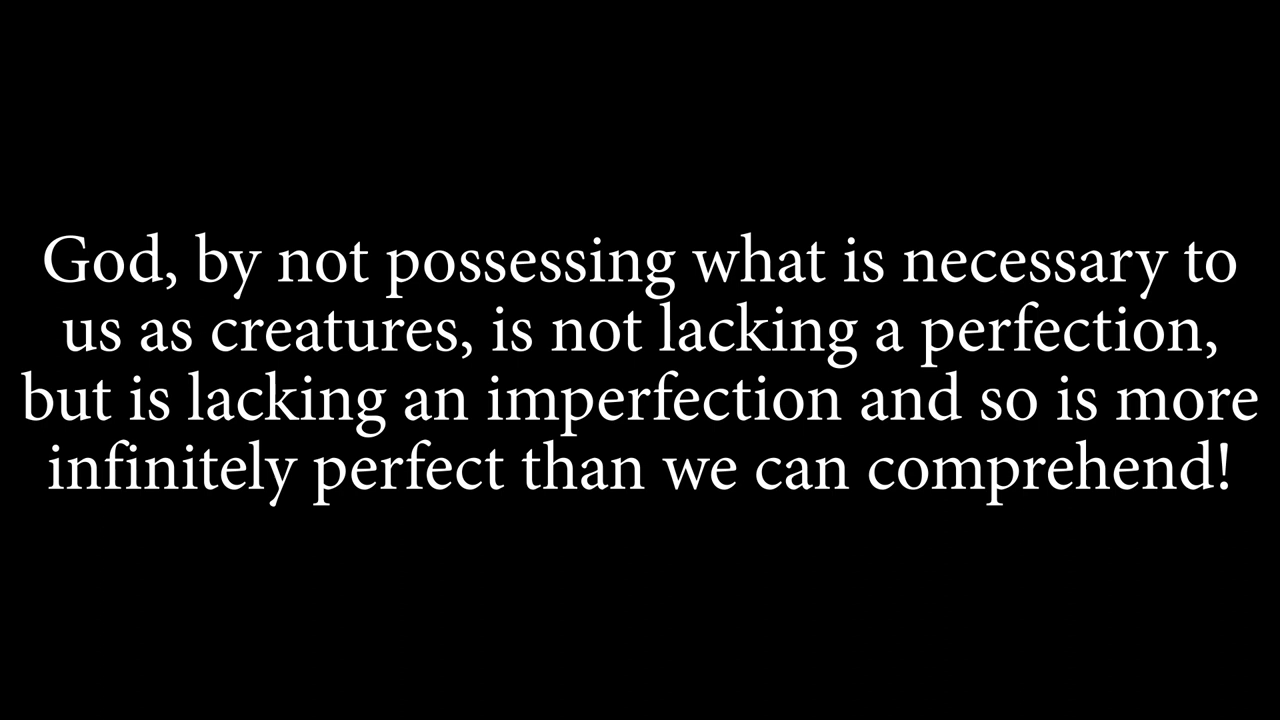 God, by not possessing what is necessary to
us as creatures, is not lacking a perfection,
but is lacking an imperfection and so is more
infinitely perfect than we can comprehend!